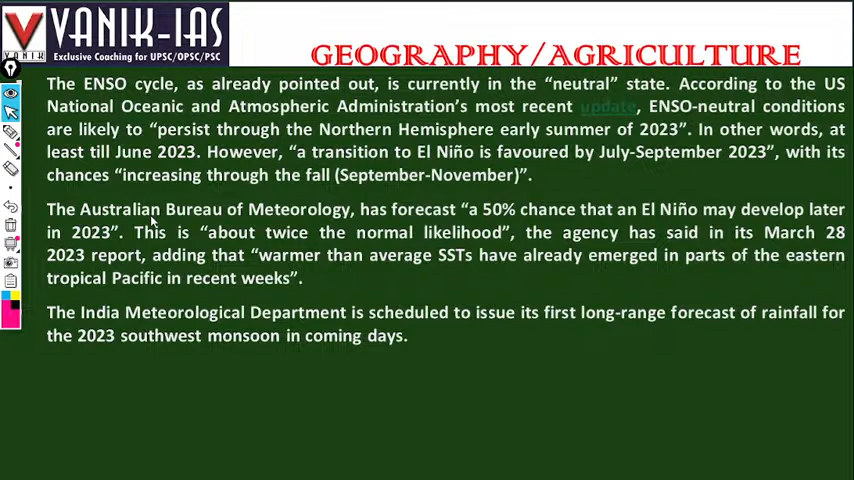 VANIK-IAS
VANIK
Exclusive Coaching for UPSC/OPSC/PSC
GEOGRAPHY/AGRICULTURE
The ENSO cycle, as already pointed out, is currently in the “neutral” state. According to the US
National Oceanic and Atmospheric Administration’s most recent update, ENSO-neutral conditions
are likely to “persist through the Northern Hemisphere early summer of 2023”. In other words, at
least till June 2023. However, “a transition to El Niño is favoured by July-September 2023”, with its
chances “increasing through the fall (September-November)”.
The Australian Bureau of Meteorology, has forecast “a 50% chance that an El Niño may develop later
in 2023”. This is “about twice the normal likelihood”, the agency has said in its March 28
2023 report, adding that “warmer than average SSTs have already emerged in parts of the eastern
tropical Pacific in recent weeks”.
The India Meteorological Department is scheduled to issue its first long-range forecast of rainfall for
the 2023 southwest monsoon in coming days.